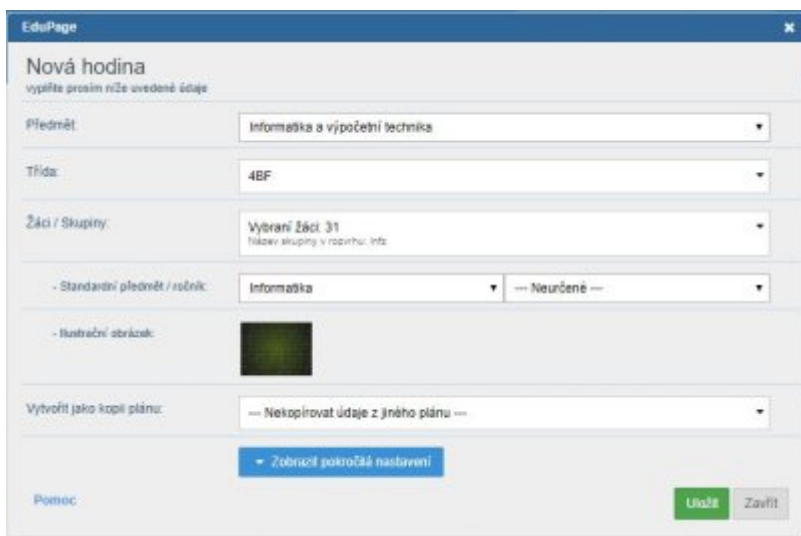 EduPage
Nová hodina
vyplňte prosím níže uvedené údaje
Předmět:
Informatika a výpočetní technika
Třída:
4BF
Žáci / Skupiny:
Vybraní žáci: 31
Název skupiny v rozvrhu: Info
- Standardní předmět / ročník:
Informatika
--- Neurčené ---
- Ilustrační obrázek:
Vytvořit jako kopii plánu:
--- Nekopírovat údaje z jiného plánu ---
Zobrazit pokročilá nastavení
Pomoc
Uložit
Zavřít